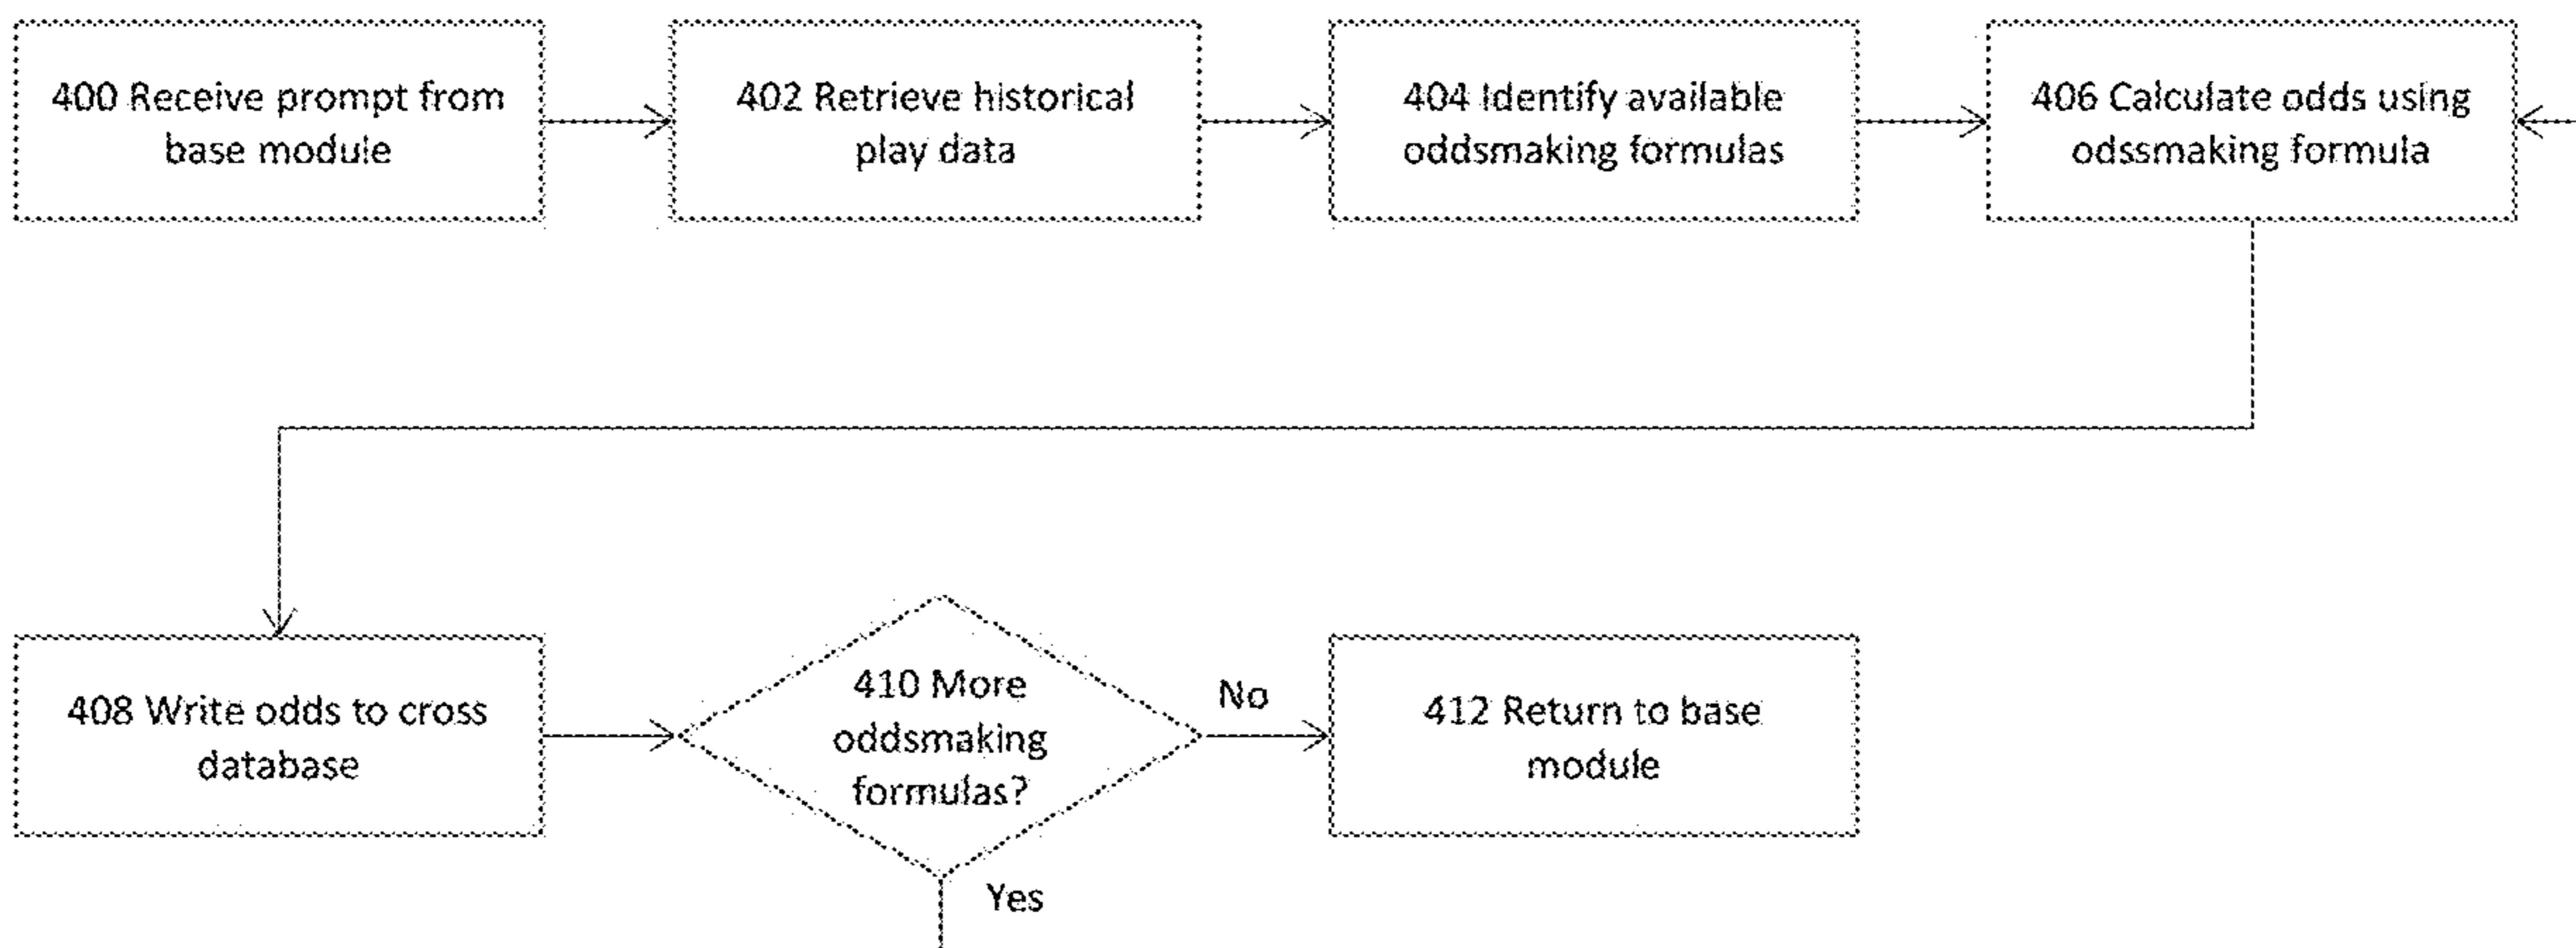 400 Receive prompt from
base module
402 Retrieve historical
play data
404 Identify available
oddsmaking formulas
406 Calculate odds using
odssmaking formula
408 Write odds to cross
database
410 More
oddsmaking
formulas?
No
412 Return to base
module
Yes